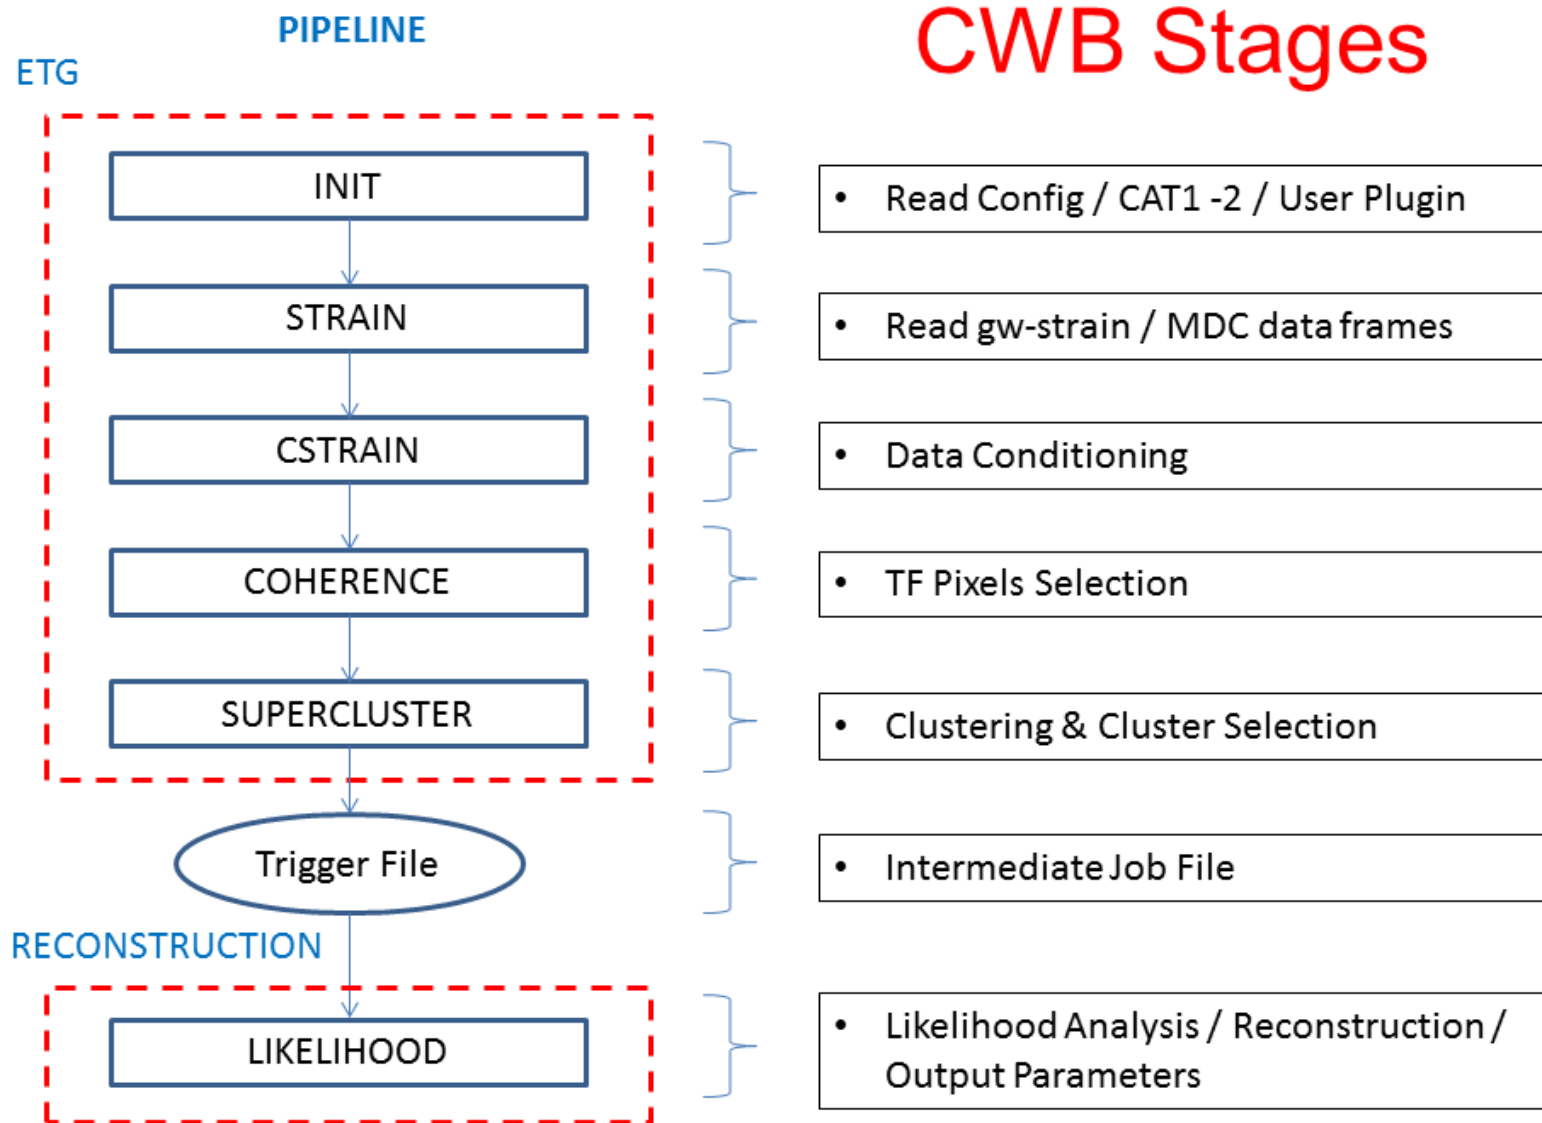 PIPELINE
CWB Stages
ETG
INIT
• Read Config / CAT1 -2 / User Plugin
STRAIN
• Read gw-strain / MDC data frames
CSTRAIN
• Data Conditioning
COHERENCE
• TF Pixels Selection
SUPERCLUSTER
• Clustering & Cluster Selection
Trigger File
• Intermediate Job File
RECONSTRUCTION
LIKELIHOOD
• Likelihood Analysis / Reconstruction /
Output Parameters